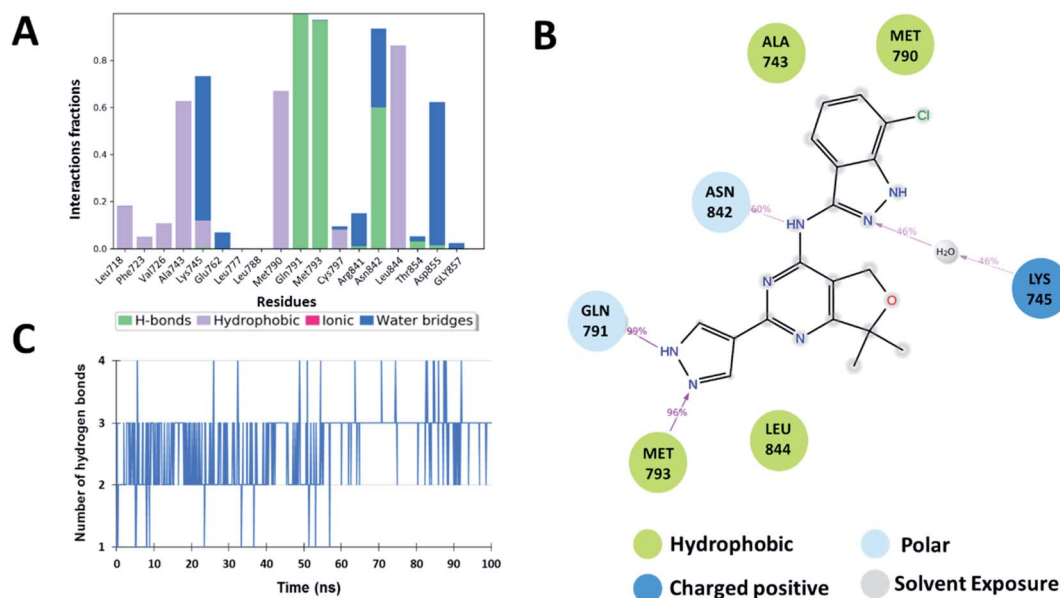 A
Interactions fractions
0.8
0.6
0.4
0.2
0.0
Leu718
Phe723
Val726
Ala743
Lys745
Glu762
Leu777
Leu788
Met790
Gln791
Met793
Cys797
Arg841
Asn842
Leu844
Thr854
Asp855
GLY857
Residues
H-bonds Hydrophobic Ionic Water bridges
B
ALA
743
MET
790
Cl
ASN
842
60%
HN
NH
N
46%
H₂O
46%
LYS
745
N
O
N
GLN
791
99%
HN
N
96%
MET
793
LEU
844
Hydrophobic
Polar
Charged positive
Solvent Exposure
C
Number of hydrogen bonds
4
3
2
1
0 10 20 30 40 50 60 70 80 90 100
Time (ns)